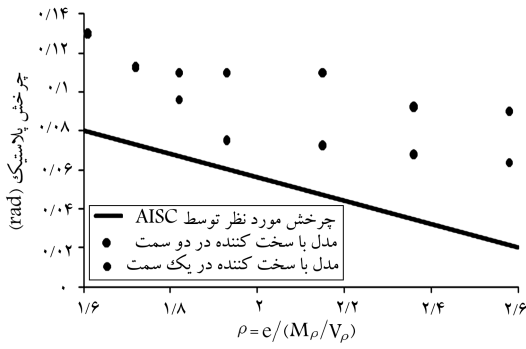 چرخش پلاستیک (rad)
۰/۱۴
۰/۱۲
۰/۱
۰/۰۸
۰/۰۶
۰/۰۴
۰/۰۲
۰
چرخش مورد نظر توسط AISC
مدل با سخت کننده در دو سمت
مدل با سخت کننده در یک سمت
۱/۶ ۱/۸ ۲ ۲/۲ ۲/۴ ۲/۶
ρ=e/(Mρ/Vρ)